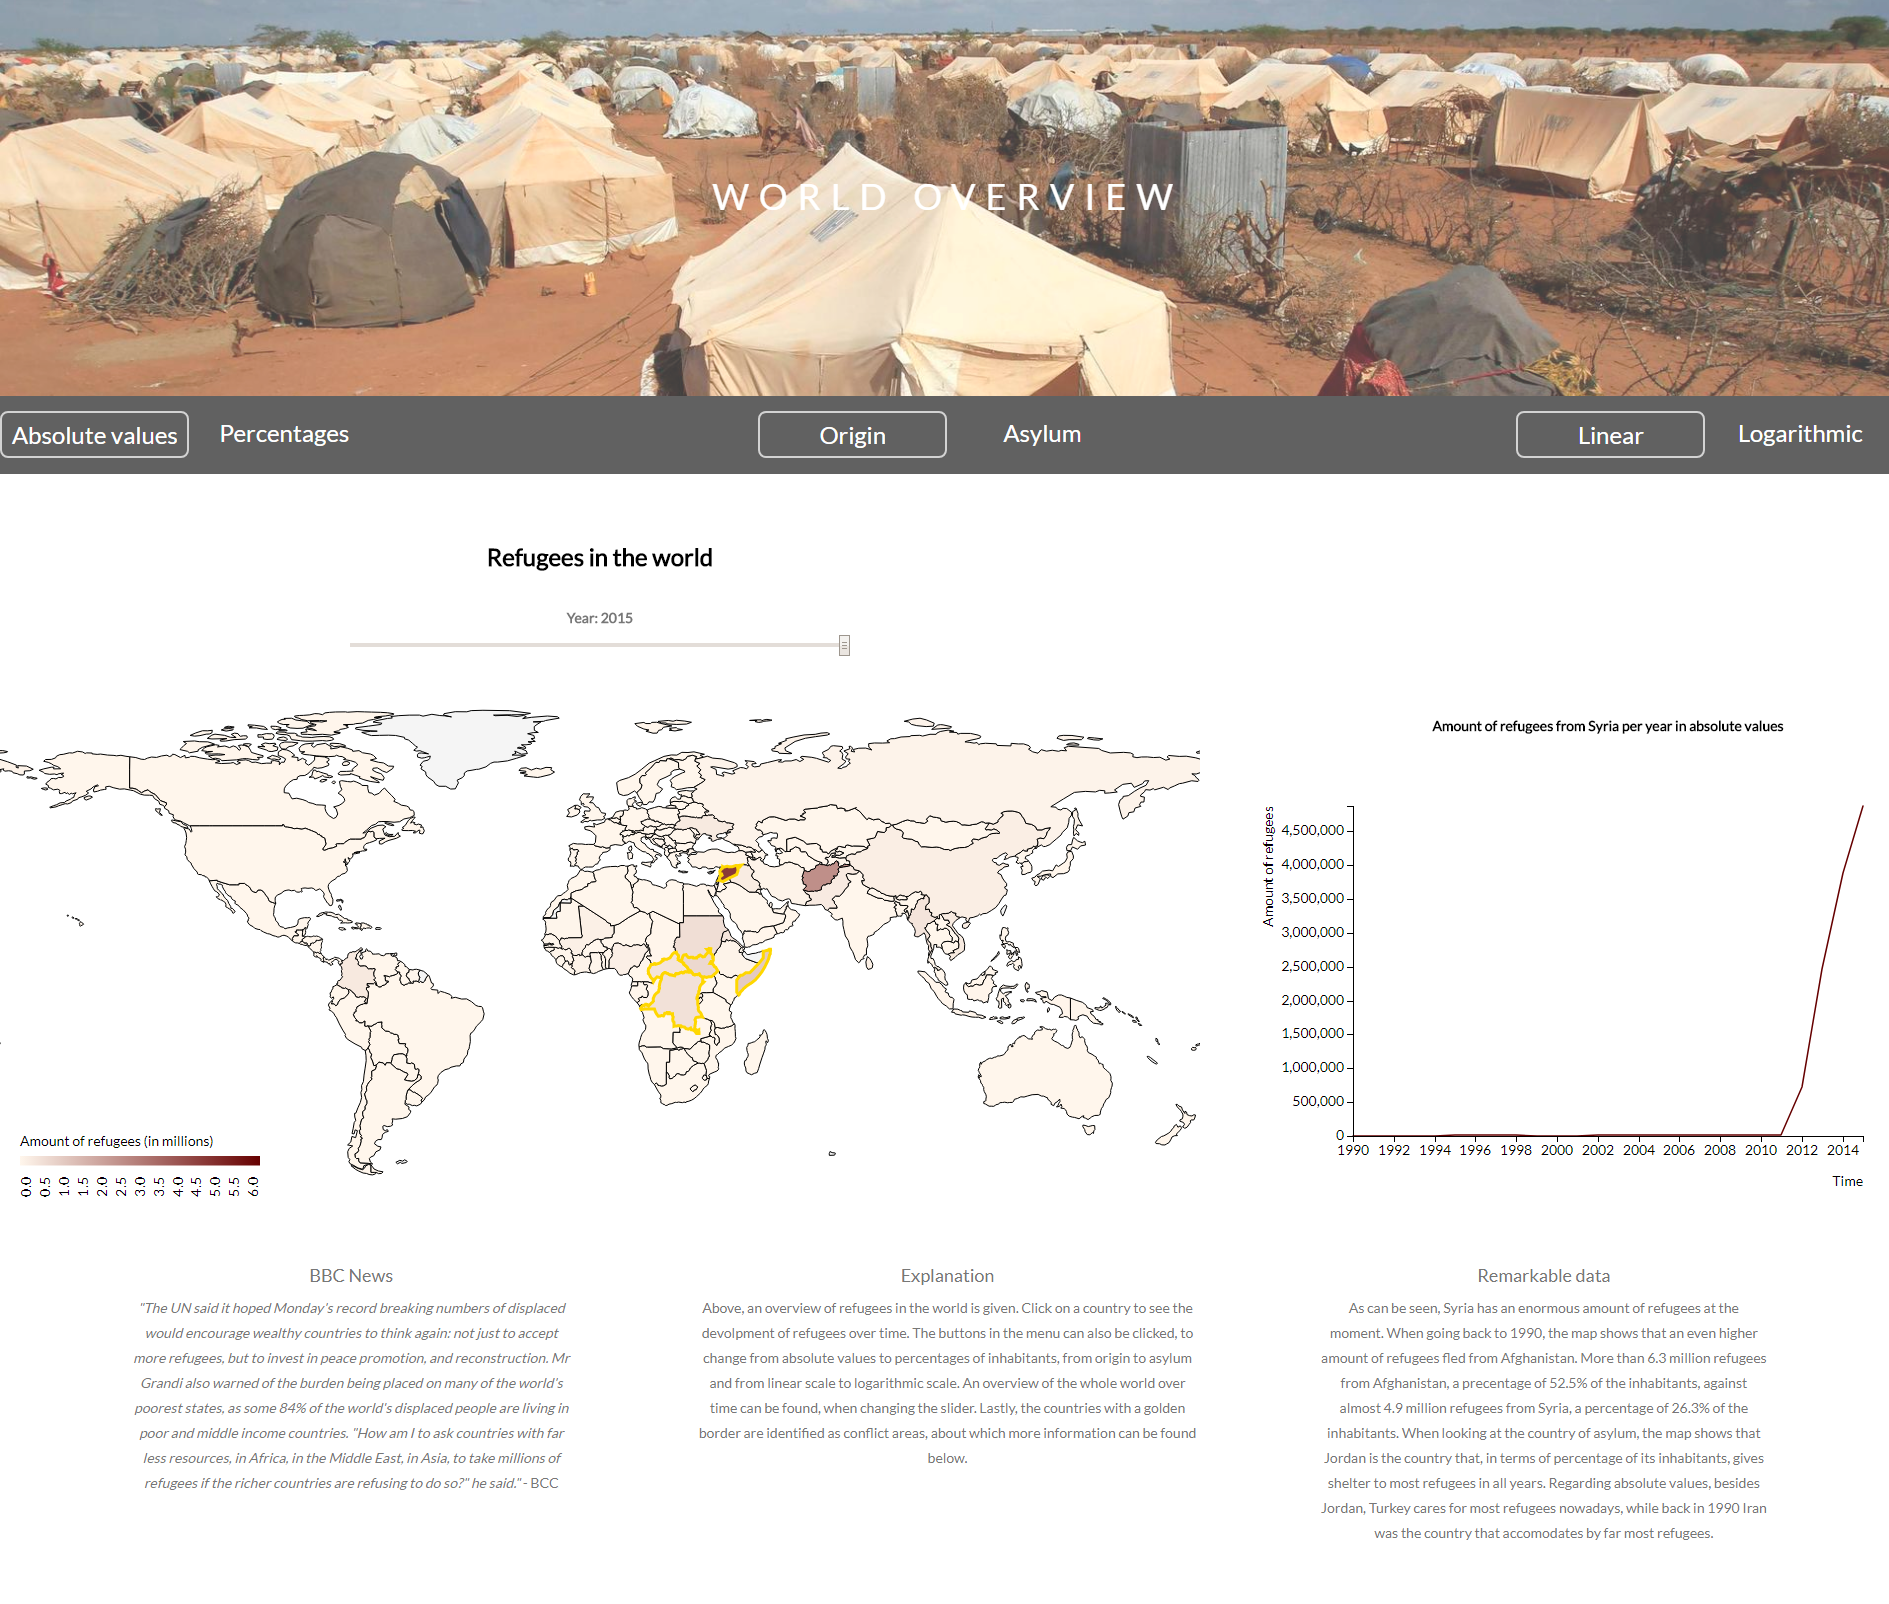 WORLD OVERVIEW
Absolute values
Percentages
Origin
Asylum
Linear
Logarithmic
Refugees in the world
Year: 2015
Amount of refugees (in millions)
0.0
0.5
1.0
1.5
2.0
2.5
3.0
3.5
4.0
4.5
5.0
5.5
6.0
Amount of refugees from Syria per year in absolute values
Amount of refugees
4,500,000
4,000,000
3,500,000
3,000,000
2,500,000
2,000,000
1,500,000
1,000,000
500,000
0
1990 1992 1994 1996 1998 2000 2002 2004 2006 2008 2010 2012 2014
Time
BBC News
"The UN said it hoped Monday's record breaking numbers of displaced
would encourage wealthy countries to think again: not just to accept
more refugees, but to invest in peace promotion, and reconstruction. Mr
Grandi also warned of the burden being placed on many of the world's
poorest states, as some 84% of the world's displaced people are living in
poor and middle income countries. "How am I to ask countries with far
less resources, in Africa, in the Middle East, in Asia, to take millions of
refugees if the richer countries are refusing to do so?" he said." - BCC
Explanation
Above, an overview of refugees in the world is given. Click on a country to see the
devolpment of refugees over time. The buttons in the menu can also be clicked, to
change from absolute values to percentages of inhabitants, from origin to asylum
and from linear scale to logarithmic scale. An overview of the whole world over
time can be found, when changing the slider. Lastly, the countries with a golden
border are identified as conflict areas, about which more information can be found
below.
Remarkable data
As can be seen, Syria has an enormous amount of refugees at the
moment. When going back to 1990, the map shows that an even higher
amount of refugees fled from Afghanistan. More than 6.3 million refugees
from Afghanistan, a precentage of 52.5% of the inhabitants, against
almost 4.9 million refugees from Syria, a percentage of 26.3% of the
inhabitants. When looking at the country of asylum, the map shows that
Jordan is the country that, in terms of percentage of its inhabitants, gives
shelter to most refugees in all years. Regarding absolute values, besides
Jordan, Turkey cares for most refugees nowadays, while back in 1990 Iran
was the country that accomodates by far most refugees.